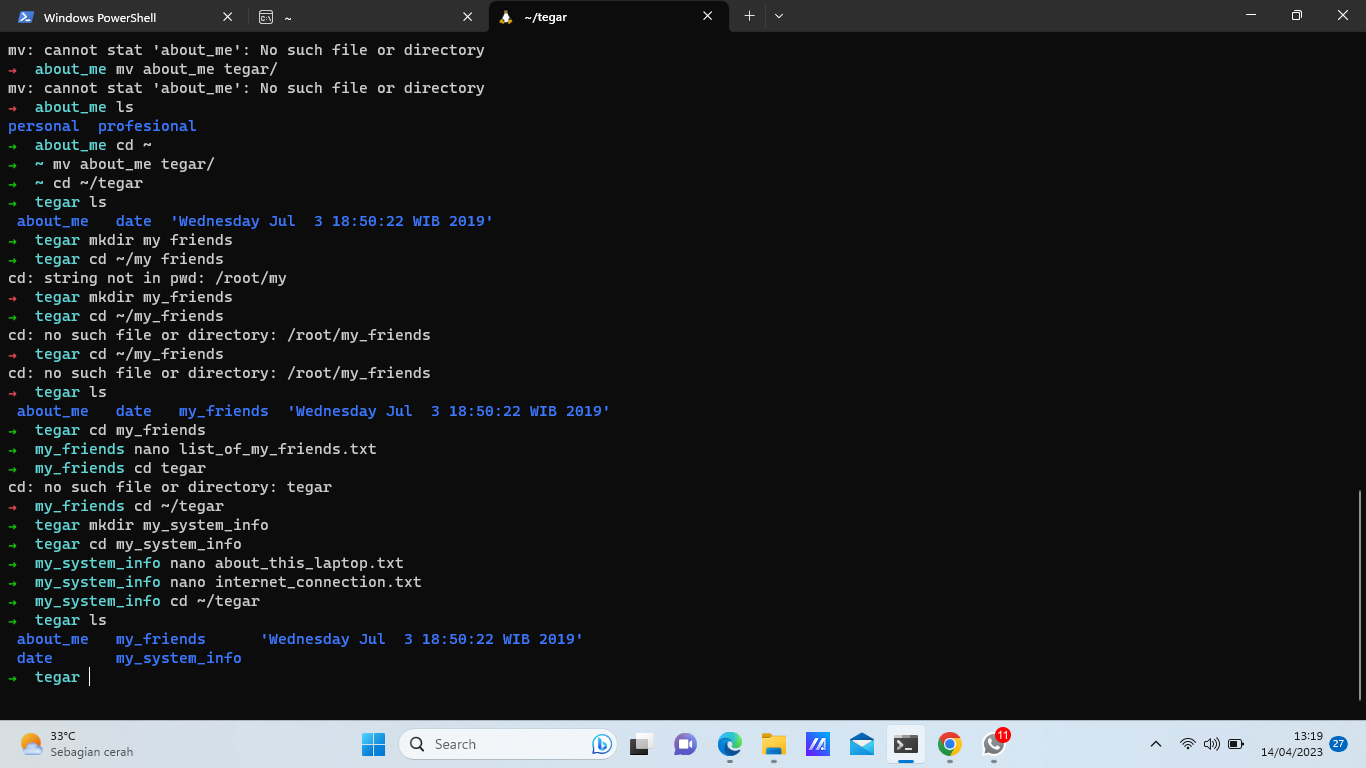 Windows PowerShell
~
~/tegar
mv: cannot stat 'about_me': No such file or directory
→ about_me mv about_me tegar/
mv: cannot stat 'about_me': No such file or directory
→ about_me ls
personal  profesional
→ about_me cd ~
→ ~ mv about_me tegar/
→ ~ cd ~/tegar
→ tegar ls
about_me   date  'Wednesday Jul  3 18:50:22 WIB 2019'
→ tegar mkdir my friends
→ tegar cd ~/my friends
cd: string not in pwd: /root/my
→ tegar mkdir my_friends
→ tegar cd ~/my_friends
cd: no such file or directory: /root/my_friends
→ tegar cd ~/my_friends
cd: no such file or directory: /root/my_friends
→ tegar ls
about_me   date   my_friends  'Wednesday Jul  3 18:50:22 WIB 2019'
→ tegar cd my_friends
→ my_friends nano list_of_my_friends.txt
→ my_friends cd tegar
cd: no such file or directory: tegar
→ my_friends cd ~/tegar
→ tegar mkdir my_system_info
→ tegar cd my_system_info
→ my_system_info nano about_this_laptop.txt
→ my_system_info nano internet_connection.txt
→ my_system_info cd ~/tegar
→ tegar ls
about_me   my_friends      'Wednesday Jul  3 18:50:22 WIB 2019'
date       my_system_info
→ tegar
33°C
Sebagian cerah
Search
11
13:19
14/04/2023
27